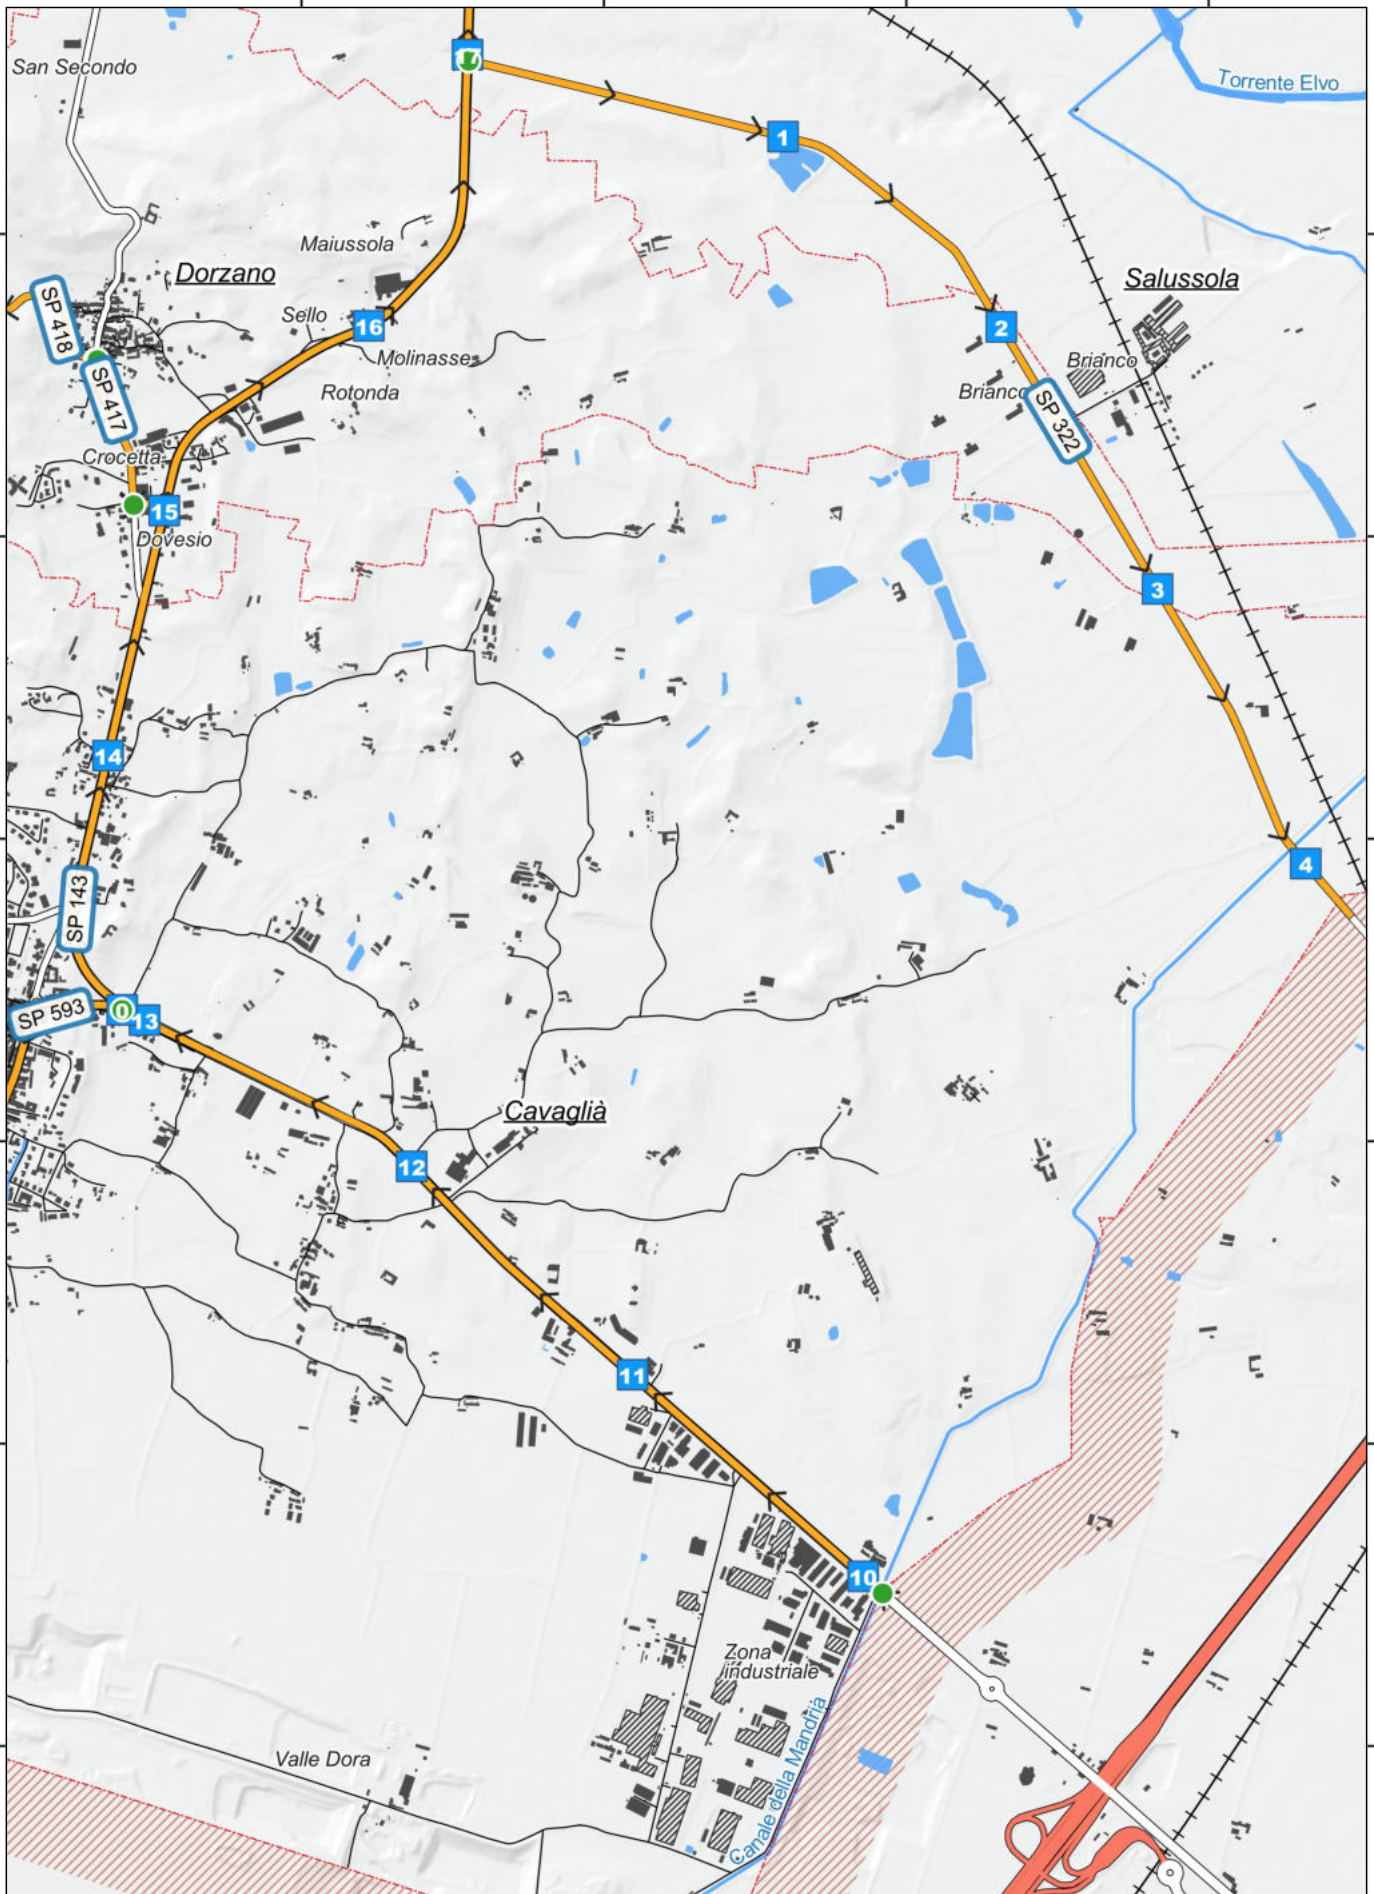 San Secondo
17
Torrente Elvo
1
Maiussola
Dorzano
SP 418
Sello
16
Molinasse
Salussola
2
Brianco
Brianco
SP 417
Rotonda
SP 322
Crocetta
15
Dovesio
3
14
4
SP 143
SP 593
0
13
Cavaglià
12
11
10
Zona
industriale
Canale della Mandria
Valle Dora